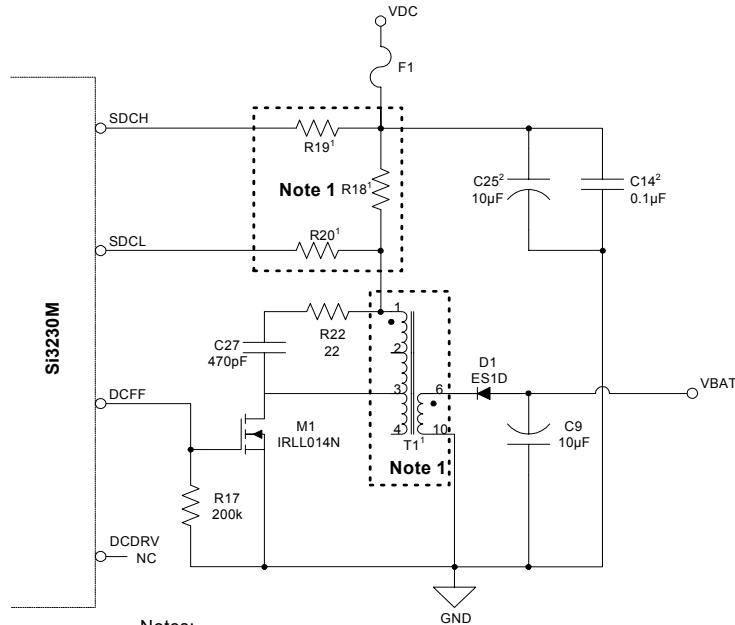 VDC
F1
SDCH
R19¹
Note 1
R18¹
C25²
10µF
C14²
0.1µF
SDCL
R20¹
Si3230M
R22
22
C27
470pF
1
2
3
4
6
10
T1¹
Note 1
D1
ES1D
VBAT
DCFF
M1
IRLL014N
C9
10µF
R17
200k
DCDRV
NC
GND
Notes: